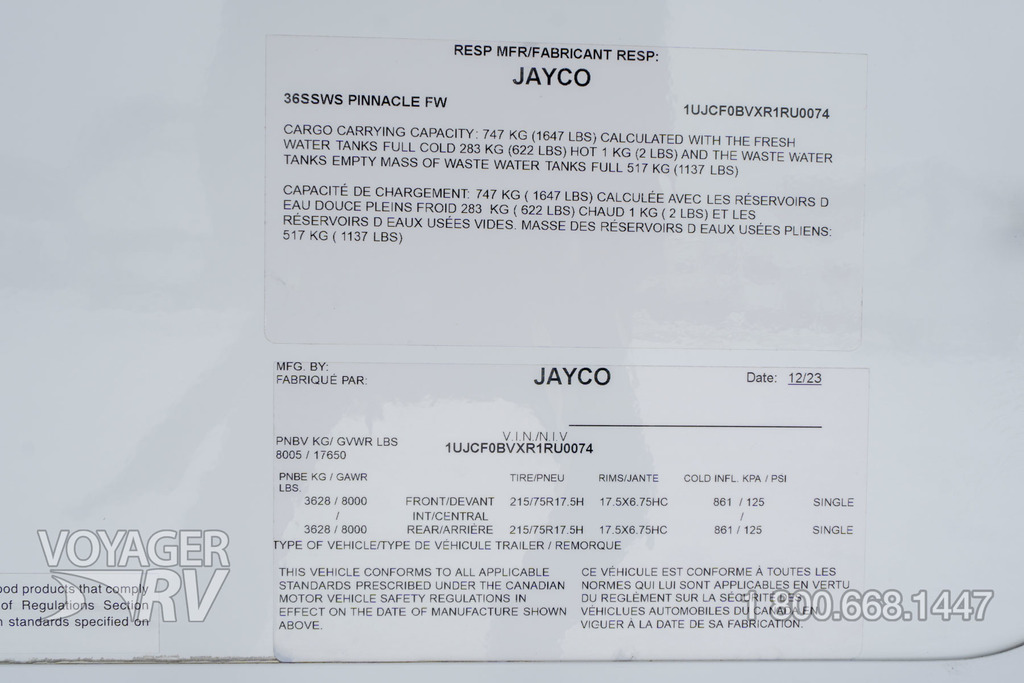 RESP MFR/FABRICANT RESP:
JAYCO
36SSWS PINNACLE FW 1UJCF0BVXR1RU0074
CARGO CARRYING CAPACITY: 747 KG (1647 LBS) CALCULATED WITH THE FRESH
WATER TANKS FULL COLD 283 KG (622 LBS) HOT 1 KG (2 LBS) AND THE WASTE WATER
TANKS EMPTY MASS OF WASTE WATER TANKS FULL 517 KG (1137 LBS)
CAPACITÉ DE CHARGEMENT: 747 KG ( 1647 LBS) CALCULÉE AVEC LES RÉSERVOIRS D
EAU DOUCE PLEINS FROID 283 KG ( 622 LBS) CHAUD 1 KG ( 2 LBS) ET LES
RÉSERVOIRS D EAUX USÉES VIDES. MASSE DES RÉSERVOIRS D EAUX USÉES PLIENS:
517 KG ( 1137 LBS)
MFG. BY:
FABRIQUÉ PAR: JAYCO Date: 12/23
V.I.N./N.I.V
PNBV KG/ GVWR LBS 1UJCF0BVXR1RU0074
8005 / 17650
PNBE KG / GAWR TIRE/PNEU RIMS/JANTE COLD INFL. KPA / PSI
LBS.
3628 / 8000 FRONT/DEVANT 215/75R17.5H 17.5X6.75HC 861 / 125 SINGLE
/ INT/CENTRAL /
3628 / 8000 REAR/ARRIÈRE 215/75R17.5H 17.5X6.75HC 861 / 125 SINGLE
TYPE OF VEHICLE/TYPE DE VÉHICULE TRAILER / REMORQUE
THIS VEHICLE CONFORMS TO ALL APPLICABLE
STANDARDS PRESCRIBED UNDER THE CANADIAN
MOTOR VEHICLE SAFETY REGULATIONS IN
EFFECT ON THE DATE OF MANUFACTURE SHOWN
ABOVE.
CE VÉHICULE EST CONFORME À TOUTES LES
NORMES QUI LUI SONT APPLICABLES EN VERTU
DU REGLÉMENT SUR LA SÉCURITÉ DES
VÉHICLUES AUTOMOBILES DU CANADA EN
VIGUER À LA DATE DE SA FABRICATION.
ood products that comply
of Regulations Section
standards specified on
VOYAGER
RV
1·800.668.1447